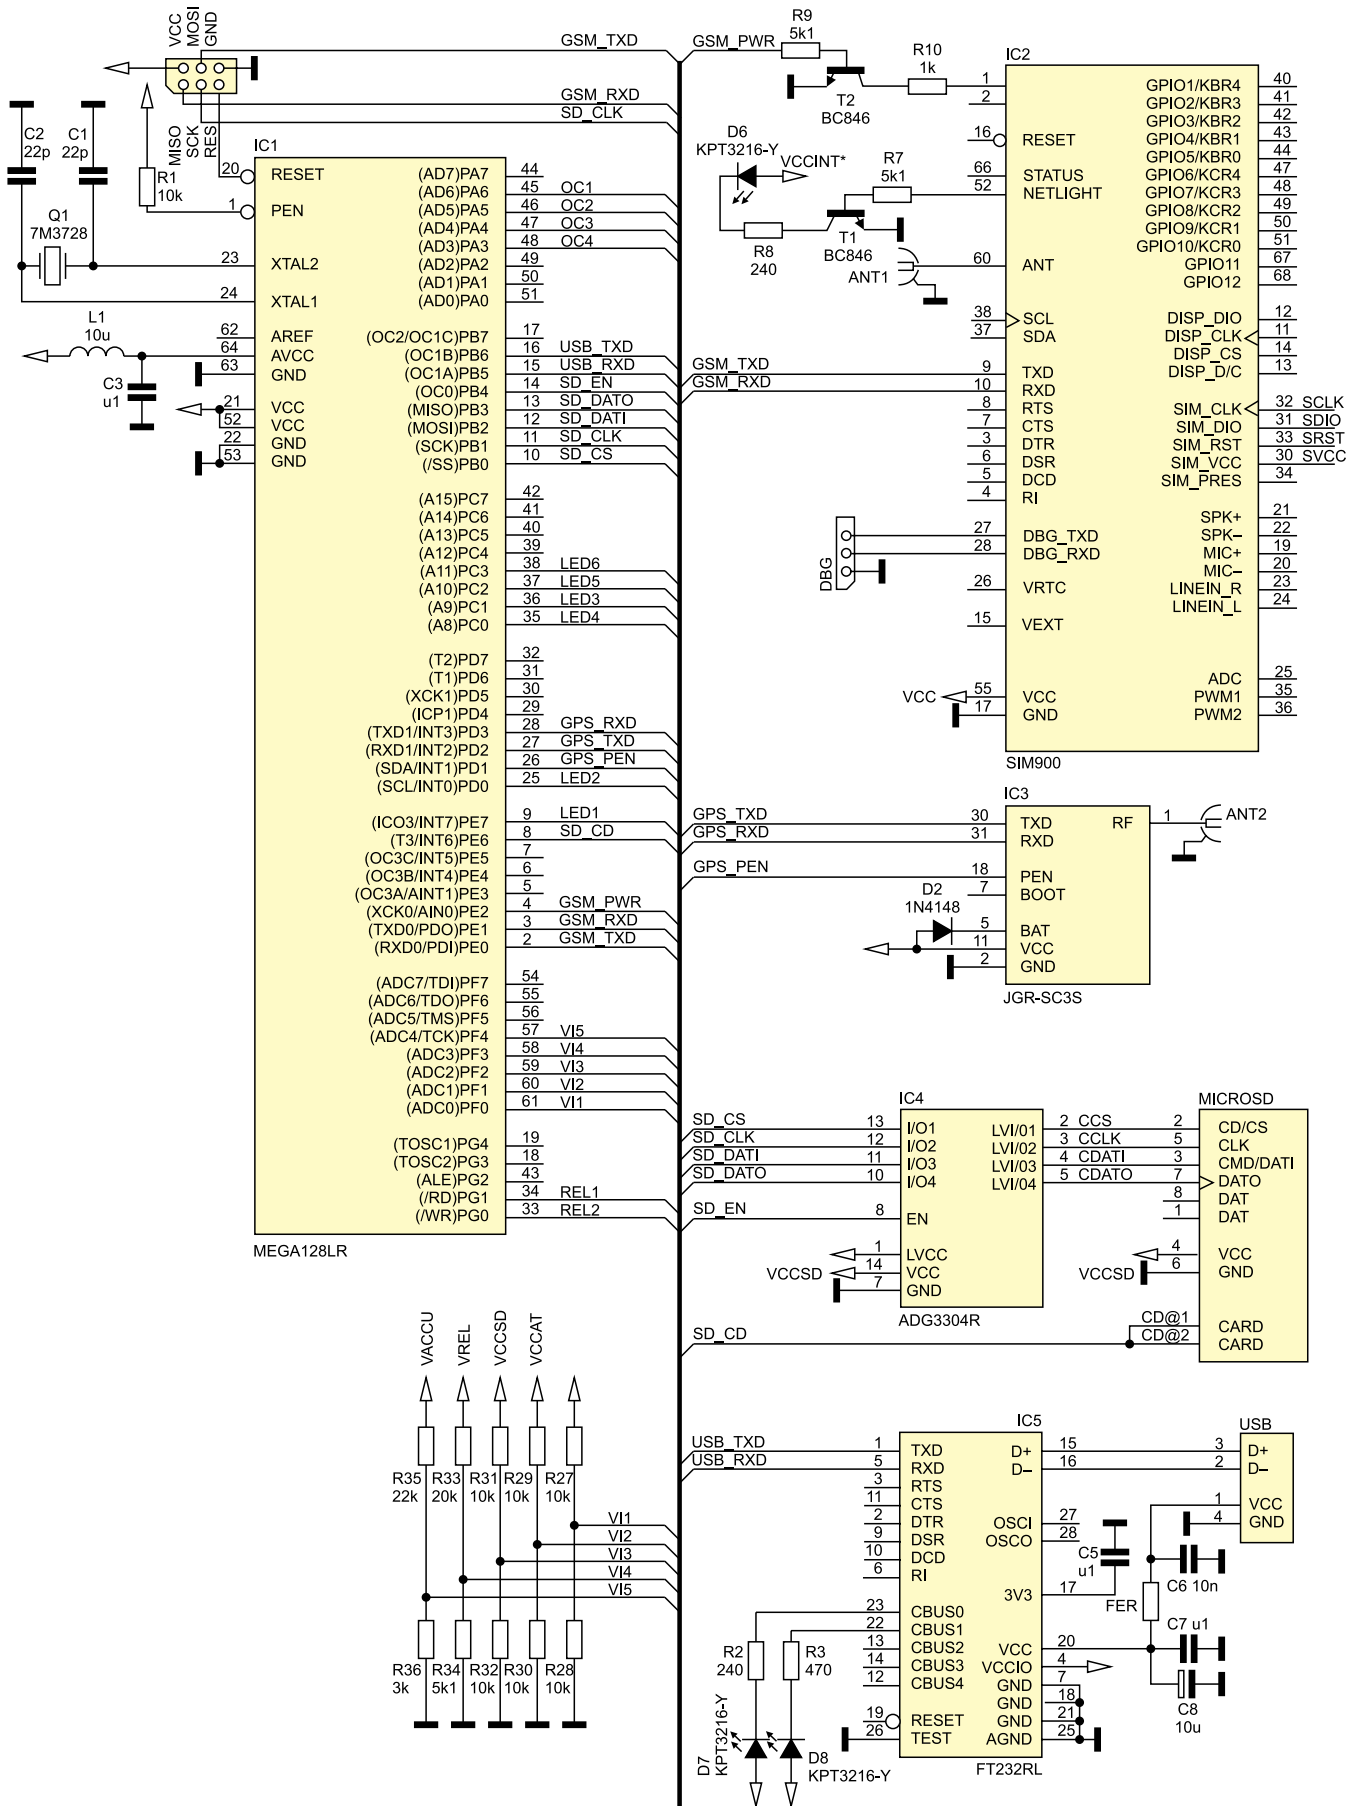 VCC
MOSI
GND
MISO
SCK
RES
GSM_TXD
GSM_RXD
SD_CLK
C2
22p
C1
22p
R1
10k
Q1
7M3728
L1
10u
C3
u1
IC1
20 RESET
1 PEN
23 XTAL2
24 XTAL1
62 AREF
64 AVCC
63 GND
21 VCC
52 VCC
22 GND
53 GND
(AD7)PA7 44
(AD6)PA6 45 OC1
(AD5)PA5 46 OC2
(AD4)PA4 47 OC3
(AD3)PA3 48 OC4
(AD2)PA2 49
(AD1)PA1 50
(AD0)PA0 51
(OC2/OC1C)PB7 17
(OC1B)PB6 16 USB_TXD
(OC1A)PB5 15 USB_RXD
(OC0)PB4 14 SD_EN
(MISO)PB3 13 SD_DATO
(MOSI)PB2 12 SD_DATI
(SCK)PB1 11 SD_CLK
(/SS)PB0 10 SD_CS
(A15)PC7 42
(A14)PC6 41
(A13)PC5 40
(A12)PC4 39
(A11)PC3 38 LED6
(A10)PC2 37 LED5
(A9)PC1 36 LED3
(A8)PC0 35 LED4
(T2)PD7 32
(T1)PD6 31
(XCK1)PD5 30
(ICP1)PD4 29
(TXD1/INT3)PD3 28 GPS_RXD
(RXD1/INT2)PD2 27 GPS_TXD
(SDA/INT1)PD1 26 GPS_PEN
(SCL/INT0)PD0 25 LED2
(ICO3/INT7)PE7 9 LED1
(T3/INT6)PE6 8 SD_CD
(OC3C/INT5)PE5 7
(OC3B/INT4)PE4 6
(OC3A/AINT1)PE3 5
(XCK0/AIN0)PE2 4 GSM_PWR
(TXD0/PDO)PE1 3 GSM_RXD
(RXD0/PDI)PE0 2 GSM_TXD
(ADC7/TDI)PF7 54
(ADC6/TDO)PF6 55
(ADC5/TMS)PF5 56
(ADC4/TCK)PF4 57 VI5
(ADC3)PF3 58 VI4
(ADC2)PF2 59 VI3
(ADC1)PF1 60 VI2
(ADC0)PF0 61 VI1
(TOSC1)PG4 19
(TOSC2)PG3 18
(ALE)PG2 43
(/RD)PG1 34 REL1
(/WR)PG0 33 REL2
MEGA128LR
GSM_PWR
R9
5k1
T2
BC846
R10
1k
D6
KPT3216-Y
VCCINT*
R7
5k1
R8
240
T1
BC846
ANT1
GSM_TXD
GSM_RXD
DBG
VCC
IC2
1
2
16 RESET
66 STATUS
52 NETLIGHT
60 ANT
38 SCL
37 SDA
9 TXD
10 RXD
8 RTS
7 CTS
3 DTR
6 DSR
5 DCD
4 RI
27 DBG_TXD
28 DBG_RXD
26 VRTC
15 VEXT
55 VCC
17 GND
GPIO1/KBR4 40
GPIO2/KBR3 41
GPIO3/KBR2 42
GPIO4/KBR1 43
GPIO5/KBR0 44
GPIO6/KCR4 47
GPIO7/KCR3 48
GPIO8/KCR2 49
GPIO9/KCR1 50
GPIO10/KCR0 51
GPIO11 67
GPIO12 68
DISP_DIO 12
DISP_CLK 11
DISP_CS 14
DISP_D/C 13
SIM_CLK 32 SCLK
SIM_DIO 31 SDIO
SIM_RST 33 SRST
SIM_VCC 30 SVCC
SIM_PRES 34
SPK+ 21
SPK– 22
MIC+ 19
MIC– 20
LINEIN_R 23
LINEIN_L 24
ADC 25
PWM1 35
PWM2 36
SIM900
IC3
GPS_TXD 30 TXD
GPS_RXD 31 RXD
GPS_PEN 18 PEN
7 BOOT
D2
1N4148
5 BAT
11 VCC
2 GND
RF 1 ANT2
JGR-SC3S
IC4
SD_CS 13 I/O1
SD_CLK 12 I/O2
SD_DATI 11 I/O3
SD_DATO 10 I/O4
SD_EN 8 EN
1 LVCC
VCCSD 14 VCC
7 GND
LVI/01 2 CCS
LVI/02 3 CCLK
LVI/03 4 CDATI
LVI/04 5 CDATO
ADG3304R
MICROSD
2 CD/CS
5 CLK
3 CMD/DATI
7 DATO
8 DAT
1 DAT
4 VCC
VCCSD 6 GND
CD@1 CARD
CD@2 CARD
SD_CD
VACCU
VREL
VCCSD
VCCAT
R35
22k
R33
20k
R31
10k
R29
10k
R27
10k
VI1
VI2
VI3
VI4
VI5
R36
3k
R34
5k1
R32
10k
R30
10k
R28
10k
IC5
USB_TXD 1 TXD
USB_RXD 5 RXD
3 RTS
11 CTS
2 DTR
9 DSR
10 DCD
6 RI
23 CBUS0
22 CBUS1
13 CBUS2
14 CBUS3
12 CBUS4
19 RESET
26 TEST
D+ 15
D– 16
OSCI 27
OSCO 28
3V3 17
VCC 20
VCCIO 4
GND 7
GND 18
GND 21
AGND 25
FT232RL
R2
240
R3
470
D7
KPT3216-Y
D8
KPT3216-Y
USB
3 D+
2 D–
1 VCC
4 GND
C5
u1
C6 10n
FER
C7 u1
C8
10u